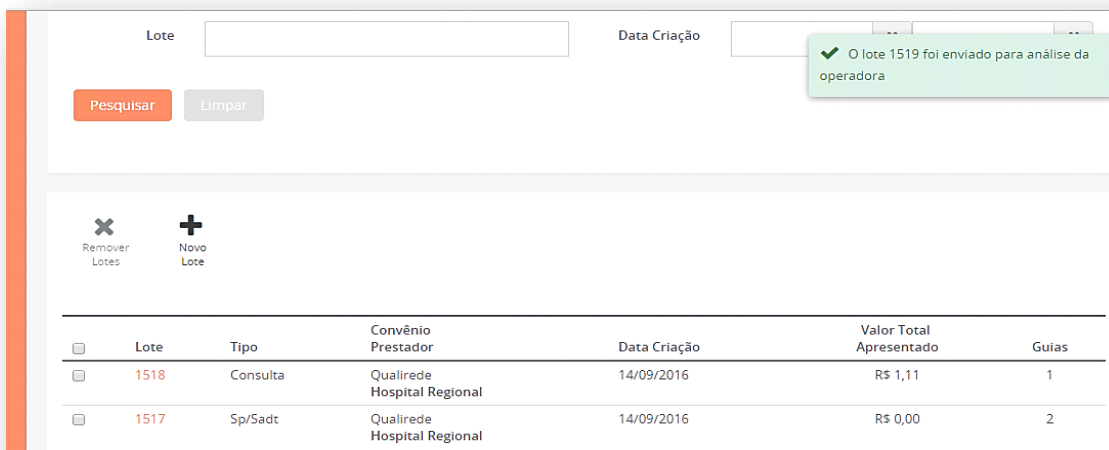 Lote
Data Criação
✔ O lote 1519 foi enviado para análise da
operadora
Pesquisar
Limpar
Remover
Lotes
Novo
Lote
Lote Tipo Convênio
Prestador Data Criação Valor Total
Apresentado Guias
1518 Consulta Qualirede
Hospital Regional 14/09/2016 R$ 1,11 1
1517 Sp/Sadt Qualirede
Hospital Regional 14/09/2016 R$ 0,00 2